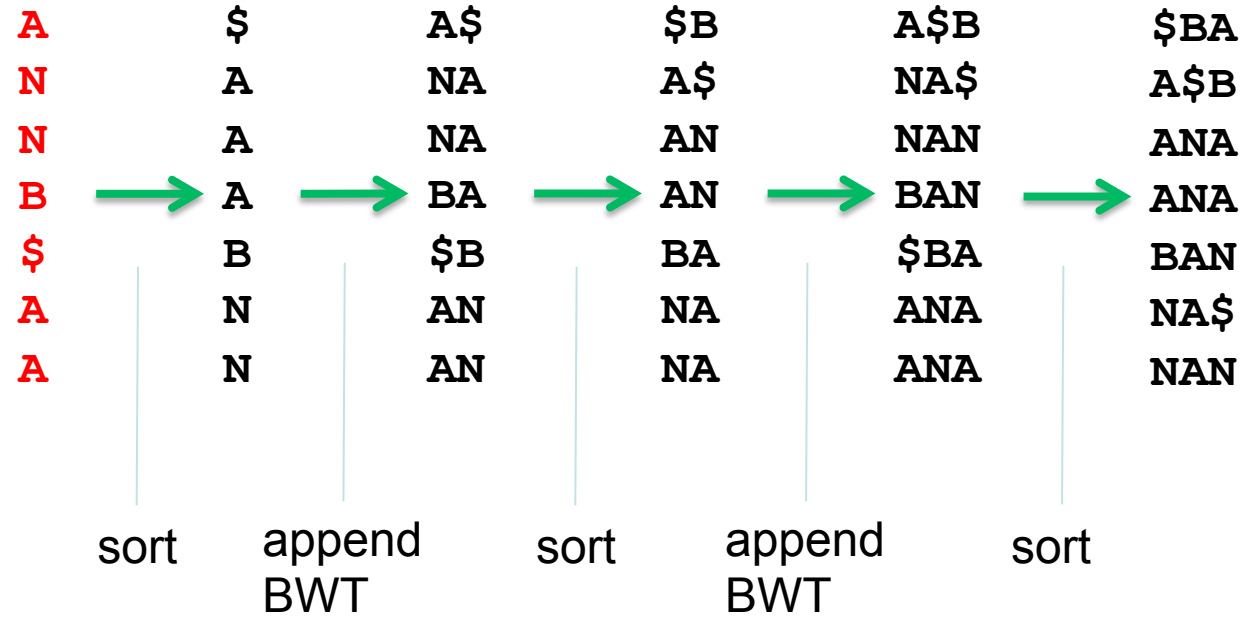 A $ A$ $B A$B $BA
N A NA A$ NA$ A$B
N A NA AN NAN ANA
B A BA AN BAN ANA
$ B $B BA $BA BAN
A N AN NA ANA NA$
A N AN NA ANA NAN
sort append sort append sort
BWT BWT